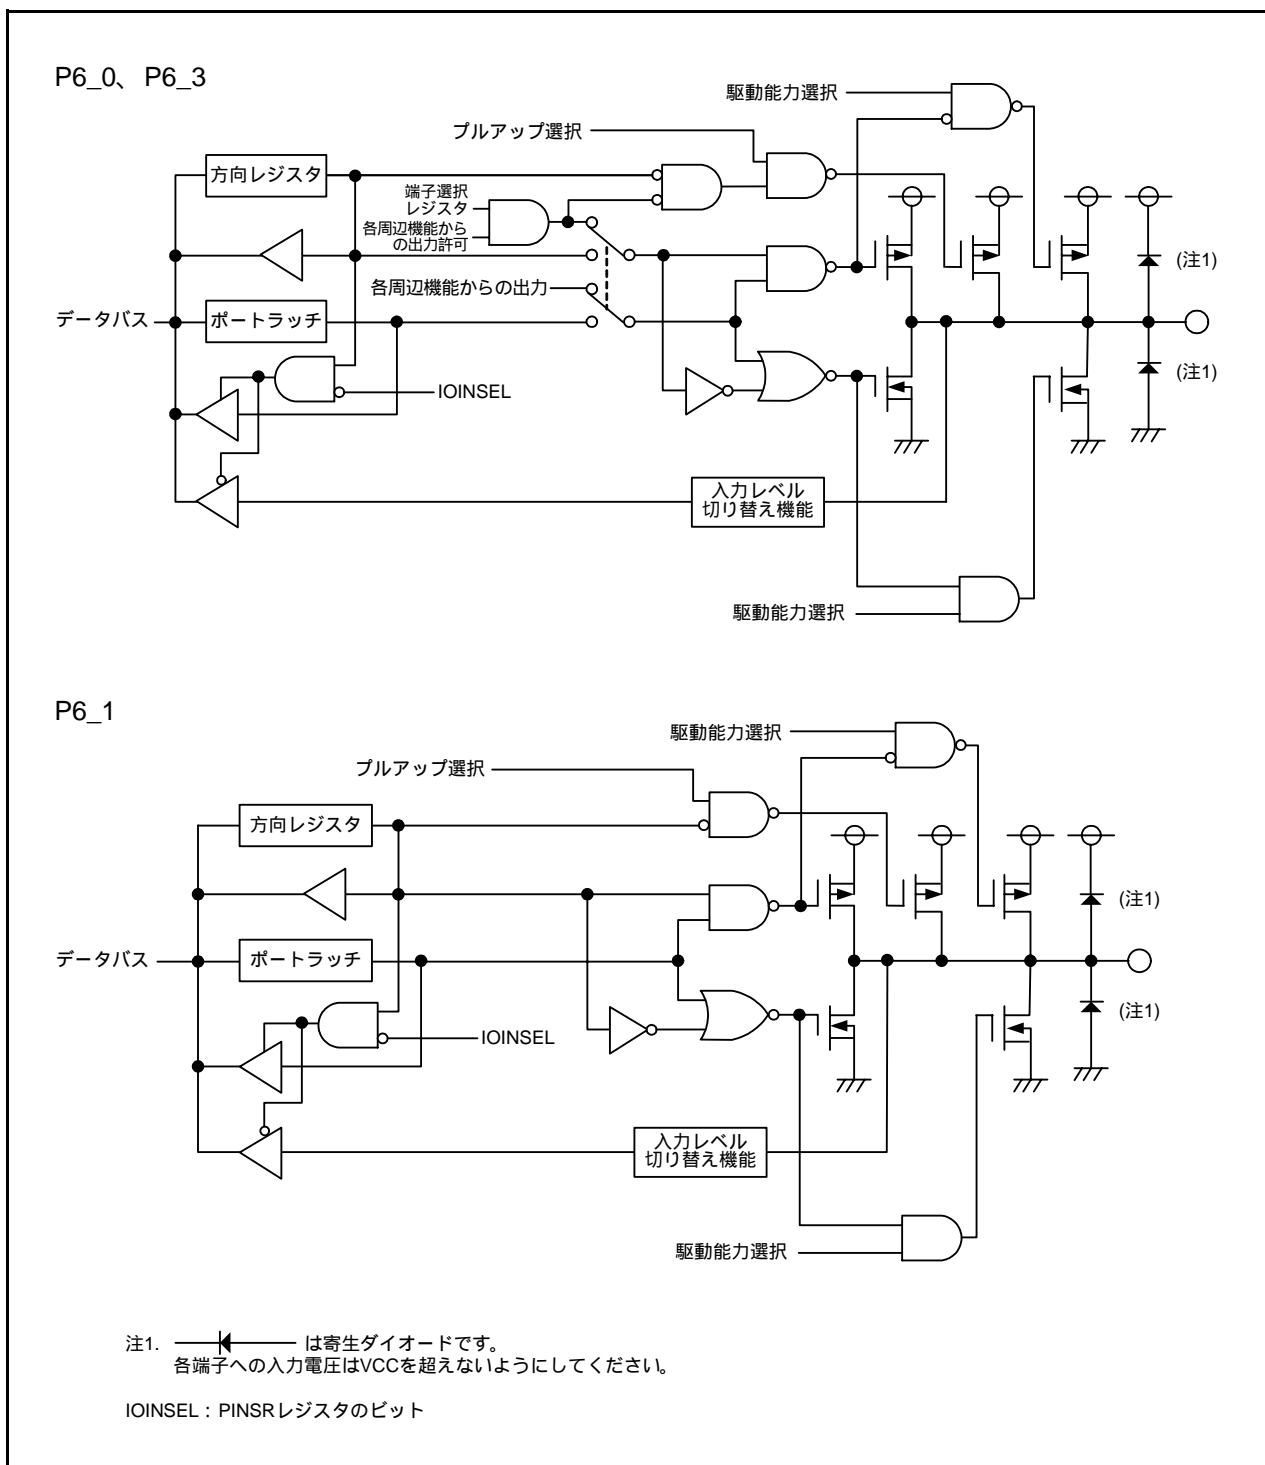 P6_0、 P6_3
駆動能力選択
プルアップ選択
方向レジスタ
端子選択
レジスタ
各周辺機能から
の出力許可
(注1)
各周辺機能からの出力
データバス
ポートラッチ
(注1)
IOINSEL
入力レベル
切り替え機能
駆動能力選択
P6_1
駆動能力選択
プルアップ選択
方向レジスタ
(注1)
データバス
ポートラッチ
(注1)
IOINSEL
入力レベル
切り替え機能
駆動能力選択
注1. は寄生ダイオードです。
各端子への入力電圧はVCCを超えないようにしてください。
IOINSEL : PINSRレジスタのビット